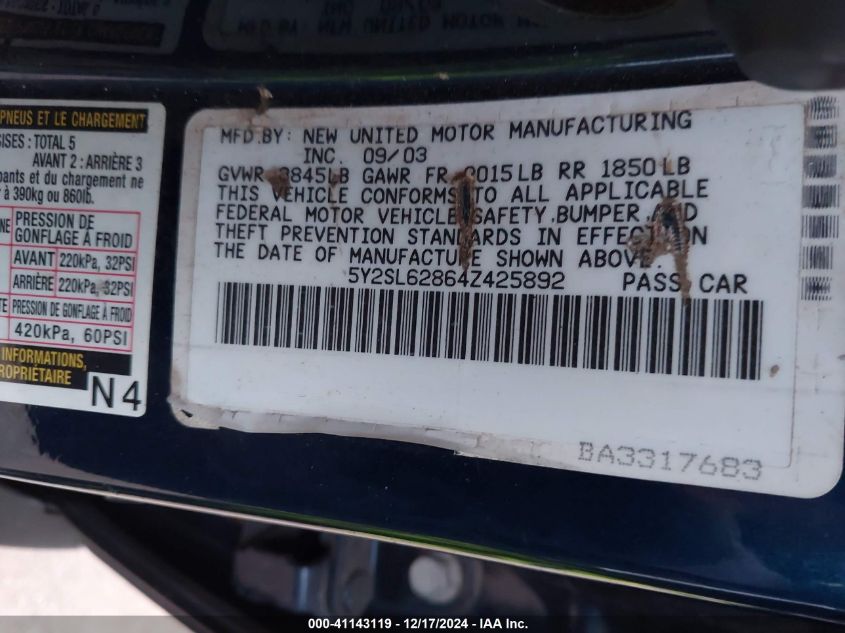 PNEUS ET LE CHARGEMENT
TOTAL 5
AVANT 2 : ARRIÈRE 3
pants et du chargement ne
r à 390kg ou 860lb.
PRESSION DE
GONFLAGE À FROID
AVANT 220kPa, 32PSI
ARRIÈRE 220kPa, 32PSI
PRESSION DE GONFLAGE À FROID
420kPa, 60PSI
INFORMATIONS,
ROPRIÉTAIRE
N4
MFD BY: NEW UNITED MOTOR MANUFACTURING
INC. 09/03
GVWR 3845LB GAWR FR 2015LB RR 1850LB
THIS VEHICLE CONFORMS TO ALL APPLICABLE
FEDERAL MOTOR VEHICLE SAFETY, BUMPER, AND
THEFT PREVENTION STANDARDS IN EFFECT ON
THE DATE OF MANUFACTURE SHOWN ABOVE.
5Y2SL62864Z425892 PASS. CAR
BA3317683
000-41143119 - 12/17/2024 - IAA Inc.